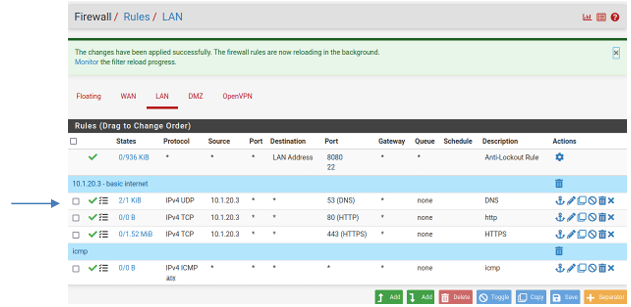 Firewall / Rules / LAN
The changes have been applied successfully. The firewall rules are now reloading in the background.
Monitor the filter reload progress.
Floating WAN LAN DMZ OpenVPN
Rules (Drag to Change Order)
States Protocol Source Port Destination Port Gateway Queue Schedule Description Actions
0/936 KiB * * * LAN Address 8080 * * Anti-Lockout Rule
22
10.1.20.3 - basic internet
2/1 KiB IPv4 UDP 10.1.20.3 * * 53 (DNS) * none DNS
0/0 B IPv4 TCP 10.1.20.3 * * 80 (HTTP) * none http
0/1.52 MiB IPv4 TCP 10.1.20.3 * * 443 (HTTPS) * none HTTPS
icmp
0/0 B IPv4 ICMP * * * * * none icmp
any
Add Add Delete Toggle Copy Save Separator